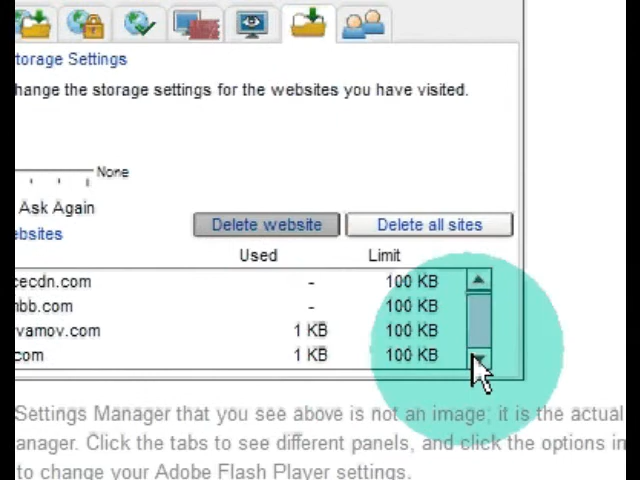 torage Settings
hange the storage settings for the websites you have visited.
None
Ask Again
ebsites
Delete website
Delete all sites
Used Limit
cecdn.com - 100 KB
nbb.com - 100 KB
vamov.com 1 KB 100 KB
com 1 KB 100 KB
Settings Manager that you see above is not an image; it is the actual
anager. Click the tabs to see different panels, and click the options in
to change your Adobe Flash Player settings.